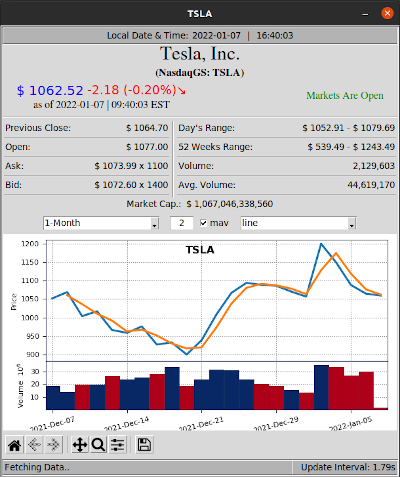 TSLA
Local Date & Time: 2022-01-07 | 16:40:03
Tesla, Inc.
(NasdaqGS: TSLA)
$ 1062.52 -2.18 (-0.20%)↘
as of 2022-01-07 | 09:40:03 EST
Markets Are Open
Previous Close: $ 1064.70 Day's Range: $ 1052.91 - $ 1079.69
Open: $ 1077.00 52 Weeks Range: $ 539.49 - $ 1243.49
Ask: $ 1073.99 x 1100 Volume: 2,129,603
Bid: $ 1072.60 x 1400 Avg. Volume: 44,619,170
Market Cap.: $ 1,067,046,338,560
1-Month 2 mav line
TSLA
1200
1150
1100
1050
1000
950
900
Price
30
20
10
Volume 10⁶
2021-Dec-07 2021-Dec-14 2021-Dec-21 2021-Dec-29 2022-Jan-05
Fetching Data.. Update Interval: 1.79s